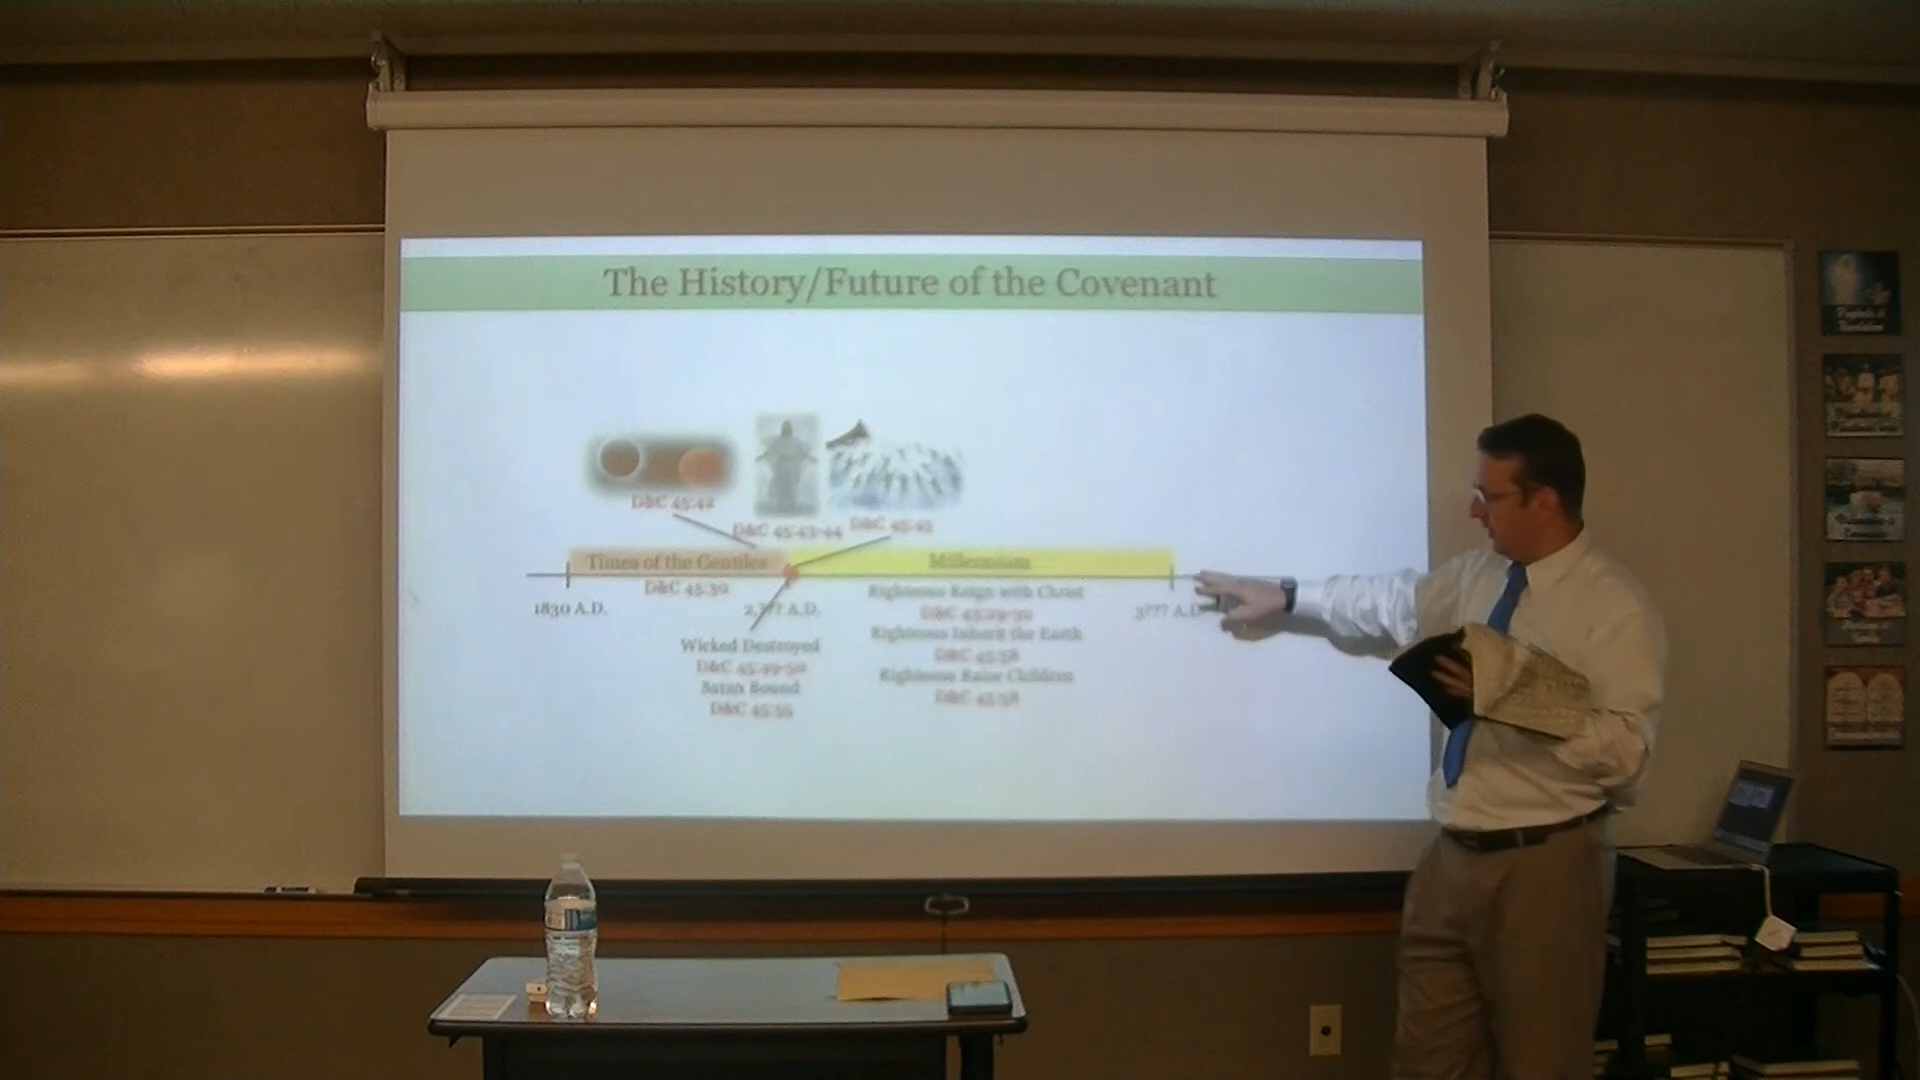 The History/Future of the Covenant
D&C 45:42
D&C 45:43-44
D&C 45:45
Times of the Gentiles
Millennium
D&C 45:30
1830 A.D.
2,??? A.D.
3??? A.D.
Wicked Destroyed
D&C 45:49-50
Satan Bound
D&C 45:55
Righteous Reign with Christ
Righteous Inherit the Earth
D&C 45:58
Righteous Raise Children
D&C 45:58